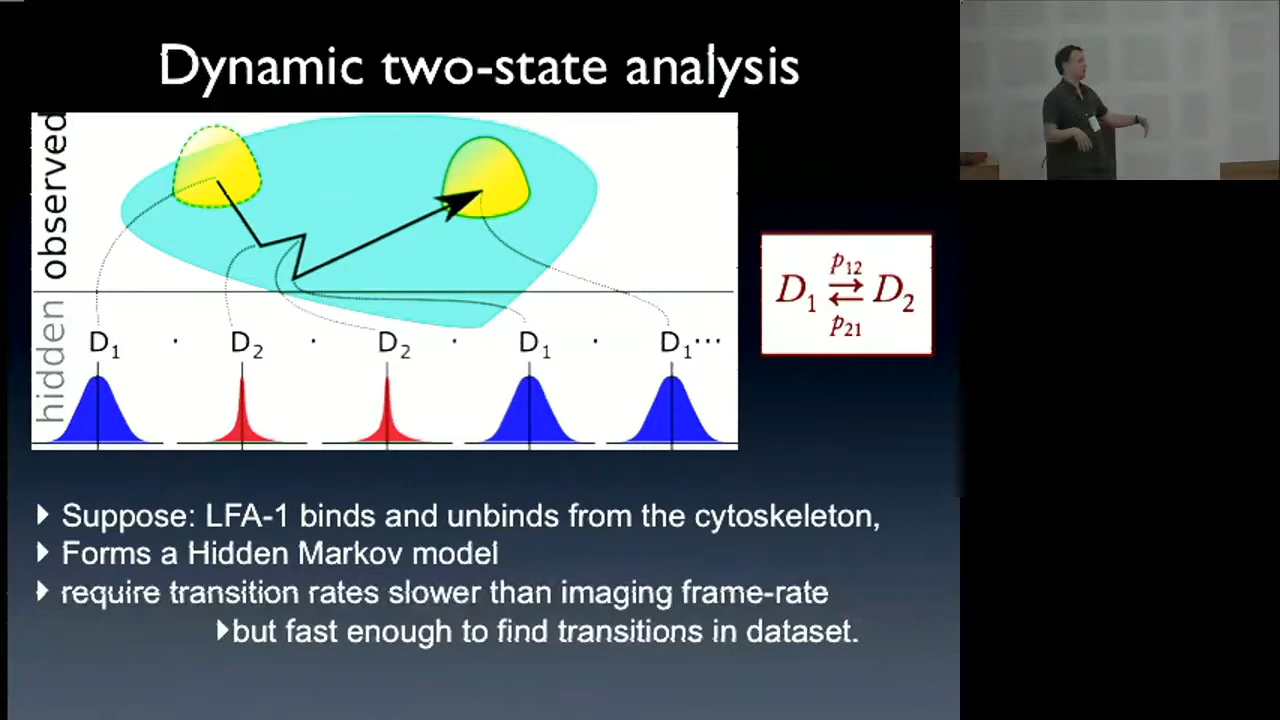 Dynamic two-state analysis
observed
hidden
D1 · D2 · D2 · D1 · D1...
p12
D1 ⇄ D2
p21
Suppose: LFA-1 binds and unbinds from the cytoskeleton,
Forms a Hidden Markov model
require transition rates slower than imaging frame-rate
but fast enough to find transitions in dataset.